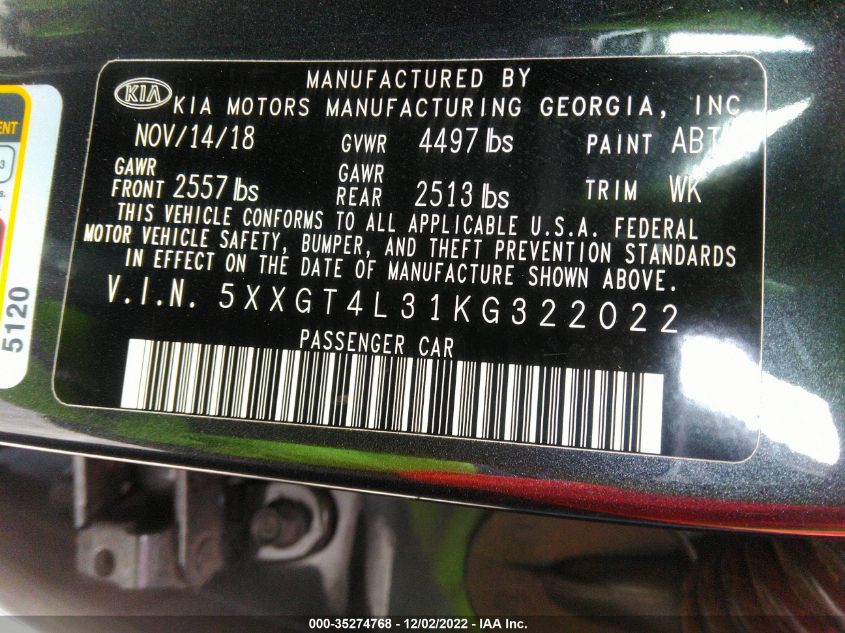 MANUFACTURED BY
KIA KIA MOTORS MANUFACTURING GEORGIA, INC
NOV/14/18 GVWR 4497 lbs PAINT
GAWR FRONT 2557 lbs GAWR REAR 2513 lbs TRIM WK
THIS VEHICLE CONFORMS TO ALL APPLICABLE U.S.A. FEDERAL
MOTOR VEHICLE SAFETY, BUMPER, AND THEFT PREVENTION STANDARDS
IN EFFECT ON THE DATE OF MANUFACTURE SHOWN ABOVE.
V.I.N. 5XXGT4L31KG322022
PASSENGER CAR
5120
000-35274768 - 12/02/2022 - IAA Inc.